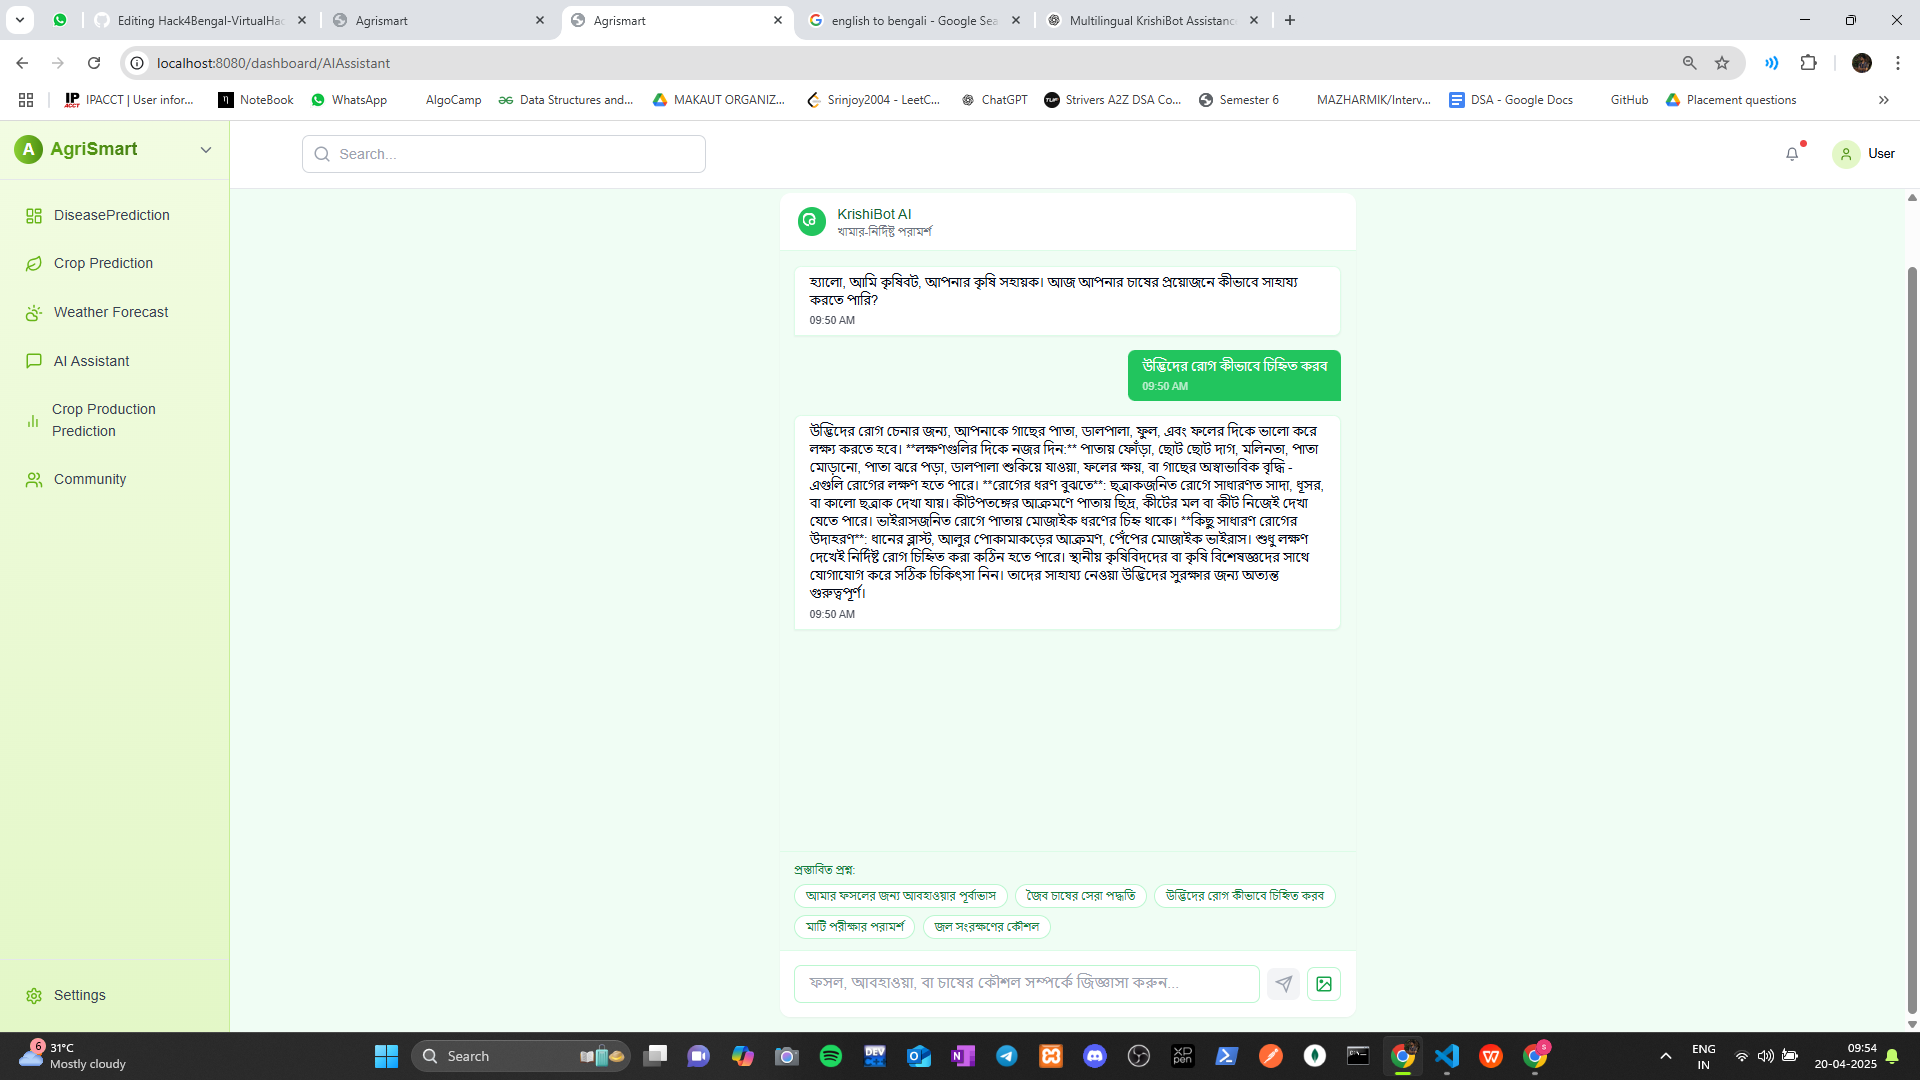 Editing Hack4Bengal-VirtualHac
Agrismart
Agrismart
english to bengali - Google Sea
Multilingual KrishiBot Assistance
localhost:8080/dashboard/AIAssistant
IPACCT | User infor...
NoteBook
WhatsApp
AlgoCamp
Data Structures and...
MAKAUT ORGANIZ...
Srinjoy2004 - LeetC...
ChatGPT
Strivers A2Z DSA Co...
Semester 6
MAZHARMIK/Interv...
DSA - Google Docs
GitHub
Placement questions
A AgriSmart
Search...
User
DiseasePrediction
Crop Prediction
Weather Forecast
AI Assistant
Crop Production
Prediction
Community
Settings
KrishiBot AI
খামার-নির্দিষ্ট পরামর্শ
হ্যালো, আমি কৃষিবট, আপনার কৃষি সহায়ক। আজ আপনার চাষের প্রয়োজনে কীভাবে সাহায্য
করতে পারি?
09:50 AM
উদ্ভিদের রোগ কীভাবে চিহ্নিত করব
09:50 AM
উদ্ভিদের রোগ চেনার জন্য, আপনাকে গাছের পাতা, ডালপালা, ফুল, এবং ফলের দিকে ভালো করে
লক্ষ্য করতে হবে। **লক্ষণগুলির দিকে নজর দিন:** পাতায় ফোঁড়া, ছোট ছোট দাগ, মলিনতা, পাতা
মোড়ানো, পাতা ঝরে পড়া, ডালপালা শুকিয়ে যাওয়া, ফলের ক্ষয়, বা গাছের অস্বাভাবিক বৃদ্ধি -
এগুলি রোগের লক্ষণ হতে পারে। **রোগের ধরণ বুঝতে**: ছত্রাকজনিত রোগে সাধারণত সাদা, ধূসর,
বা কালো ছত্রাক দেখা যায়। কীটপতঙ্গের আক্রমণে পাতায় ছিদ্র, কীটের মল বা কীট নিজেই দেখা
যেতে পারে। ভাইরাসজনিত রোগে পাতায় মোজাইক ধরণের চিহ্ন থাকে। **কিছু সাধারণ রোগের
উদাহরণ**: ধানের ব্লাস্ট, আলুর পোকামাকড়ের আক্রমণ, পেঁপের মোজাইক ভাইরাস। শুধু লক্ষণ
দেখেই নির্দিষ্ট রোগ চিহ্নিত করা কঠিন হতে পারে। স্থানীয় কৃষিবিদদের বা কৃষি বিশেষজ্ঞদের সাথে
যোগাযোগ করে সঠিক চিকিৎসা নিন। তাদের সাহায্য নেওয়া উদ্ভিদের সুরক্ষার জন্য অত্যন্ত
গুরুত্বপূর্ণ।
09:50 AM
প্রস্তাবিত প্রশ্ন:
আমার ফসলের জন্য আবহাওয়ার পূর্বাভাস
জৈব চাষের সেরা পদ্ধতি
উদ্ভিদের রোগ কীভাবে চিহ্নিত করব
মাটি পরীক্ষার পরামর্শ
জল সংরক্ষণের কৌশল
ফসল, আবহাওয়া, বা চাষের কৌশল সম্পর্কে জিজ্ঞাসা করুন...
6
31°C
Mostly cloudy
Search
ENG
IN
09:54
20-04-2025